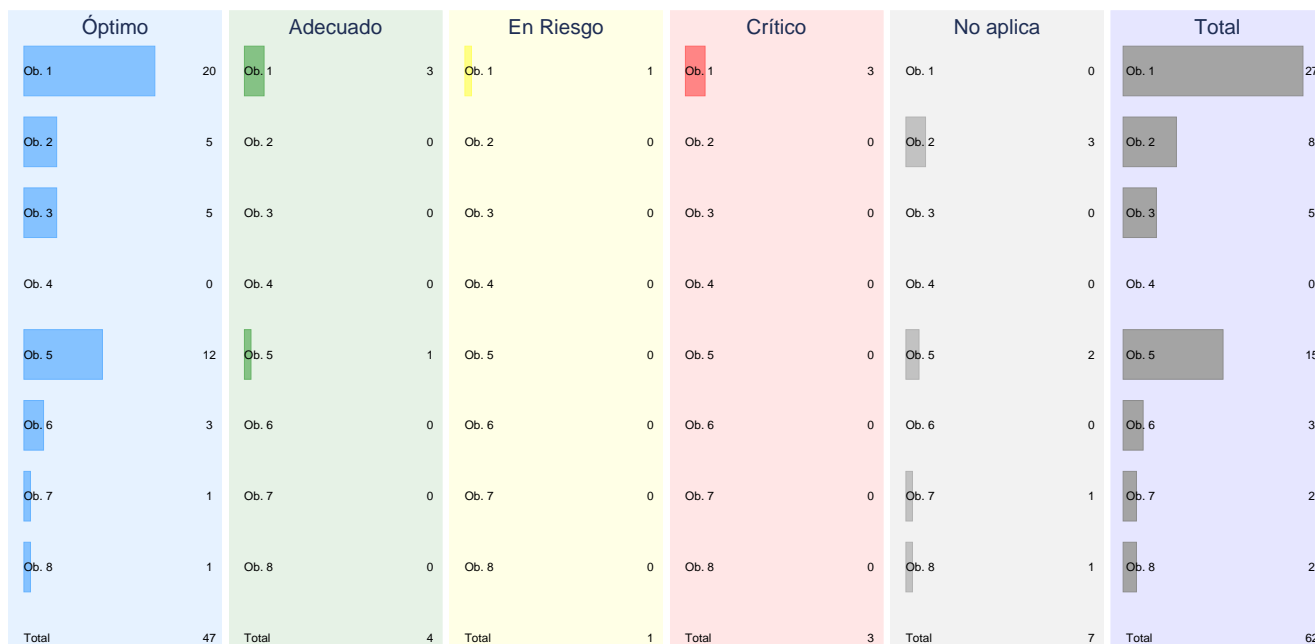 Óptimo Adecuado En Riesgo Crítico No aplica Total
Ob. 1 20 Ob. 1 3 Ob. 1 1 Ob. 1 3 Ob. 1 0 Ob. 1 27
Ob. 2 5 Ob. 2 0 Ob. 2 0 Ob. 2 0 Ob. 2 3 Ob. 2 8
Ob. 3 5 Ob. 3 0 Ob. 3 0 Ob. 3 0 Ob. 3 0 Ob. 3 5
Ob. 4 0 Ob. 4 0 Ob. 4 0 Ob. 4 0 Ob. 4 0 Ob. 4 0
Ob. 5 12 Ob. 5 1 Ob. 5 0 Ob. 5 0 Ob. 5 2 Ob. 5 15
Ob. 6 3 Ob. 6 0 Ob. 6 0 Ob. 6 0 Ob. 6 0 Ob. 6 3
Ob. 7 1 Ob. 7 0 Ob. 7 0 Ob. 7 0 Ob. 7 1 Ob. 7 2
Ob. 8 1 Ob. 8 0 Ob. 8 0 Ob. 8 0 Ob. 8 1 Ob. 8 2
Total 47 Total 4 Total 1 Total 3 Total 7 Total 62